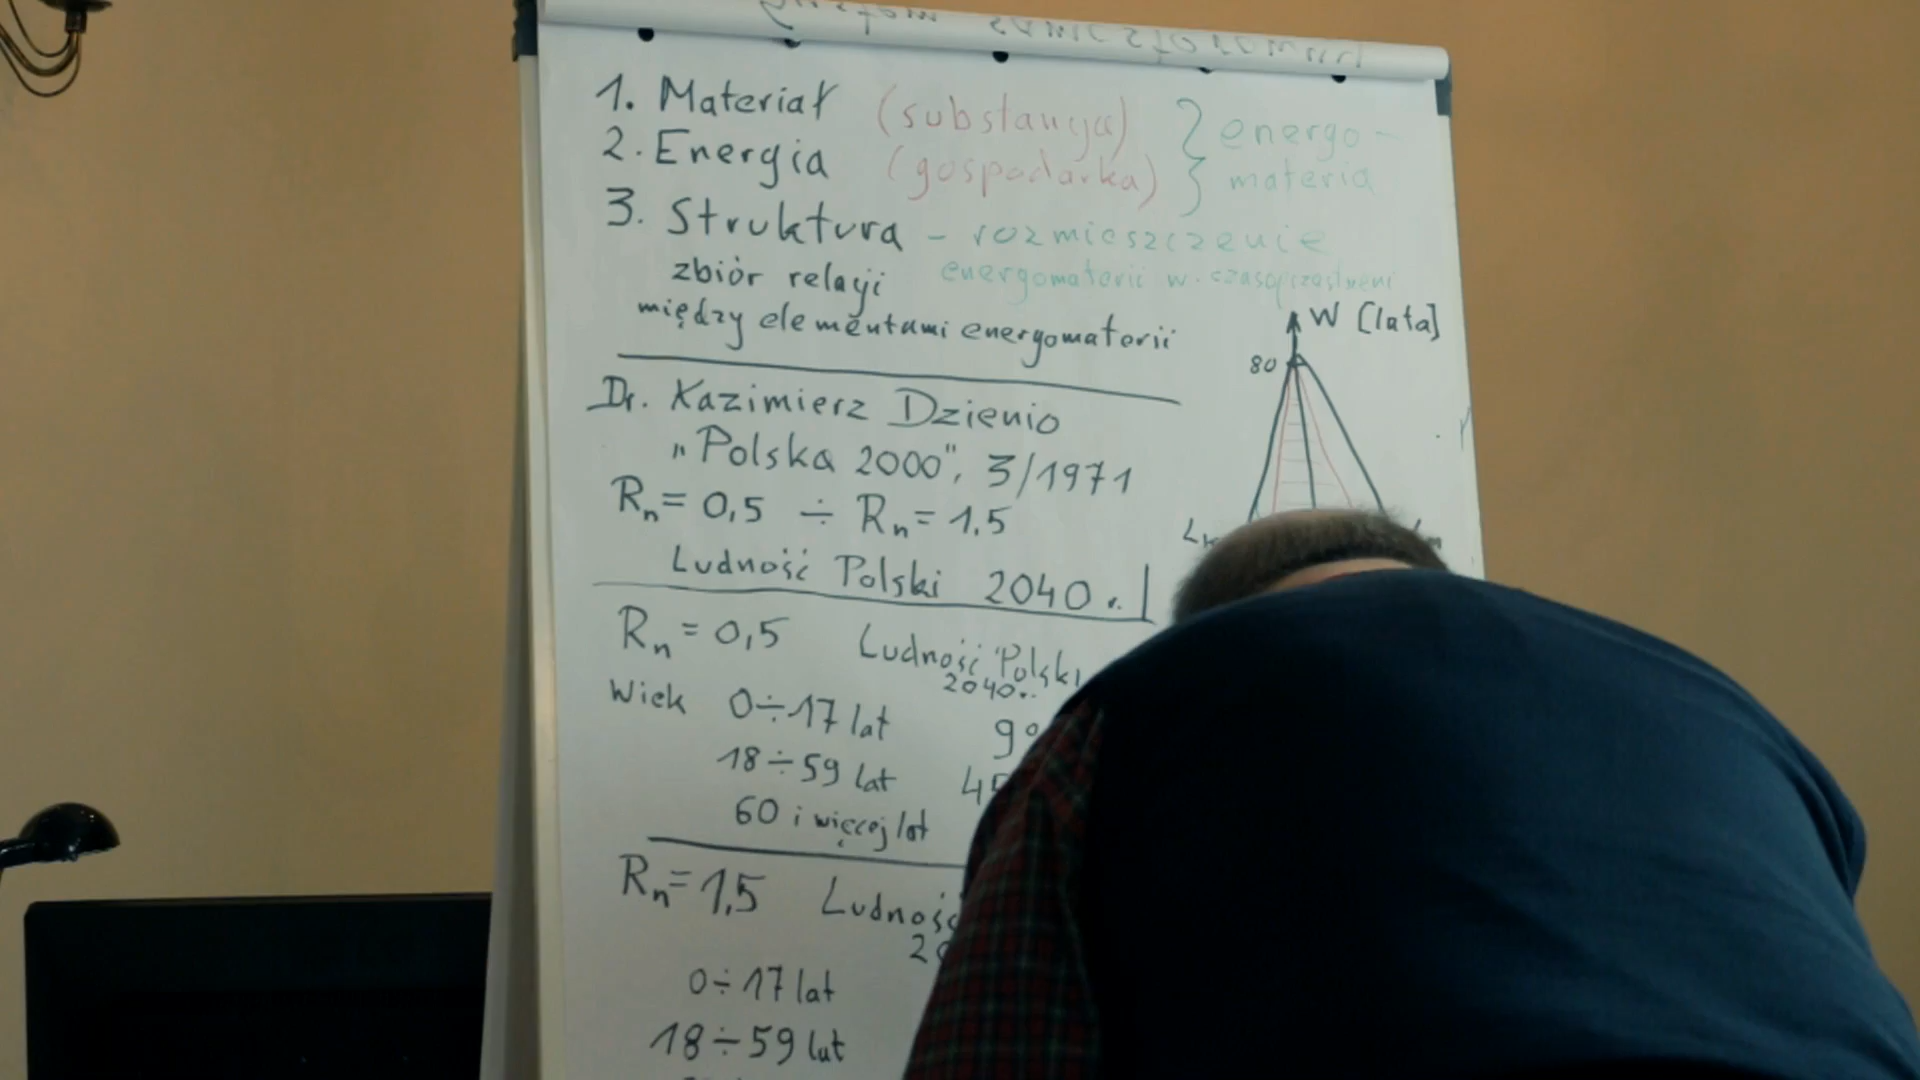 1. Materiał (substancja) } energo-
2. Energia (gospodarka) } materia
3. Struktura - rozmieszczenie
zbiór relacji energomaterii w czasoprzestrzeni
między elementami energomaterii
W [lata]
80
Dr. Kazimierz Dzienio
„Polska 2000", 3/1971
Rn = 0,5 ÷ Rn = 1,5
Ludność Polski 2040 r.
Rn = 0,5 Ludność Polski
2040 r.
Wiek 0÷17 lat 9
18÷59 lat 45
60 i więcej lat
Rn = 1,5 Ludność
0÷17 lat
18÷59 lat